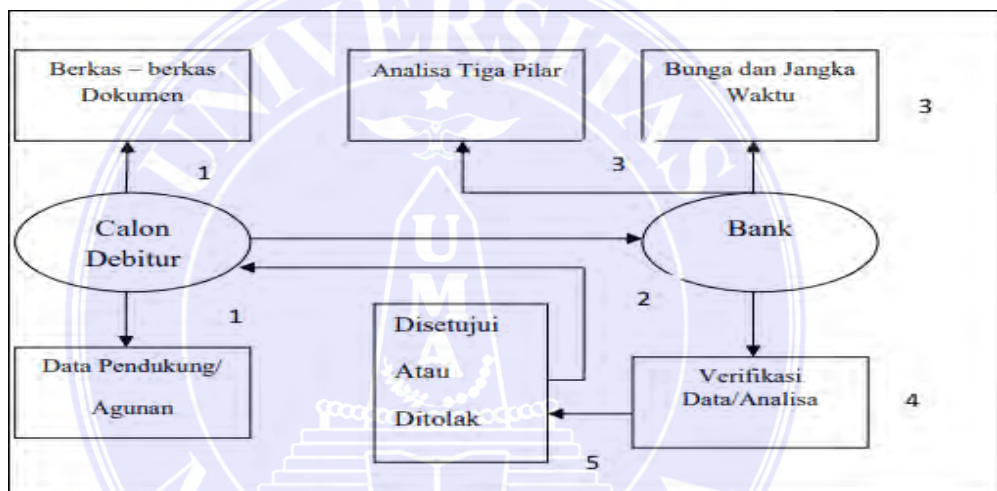 Berkas – berkas
Dokumen
Analisa Tiga Pilar
Bunga dan Jangka
Waktu
3
1
3
Calon
Debitur
Bank
1
2
Data Pendukung/
Agunan
Disetujui
Atau
Ditolak
Verifikasi
Data/Analisa
4
5
UNIVERSITAS
UMA